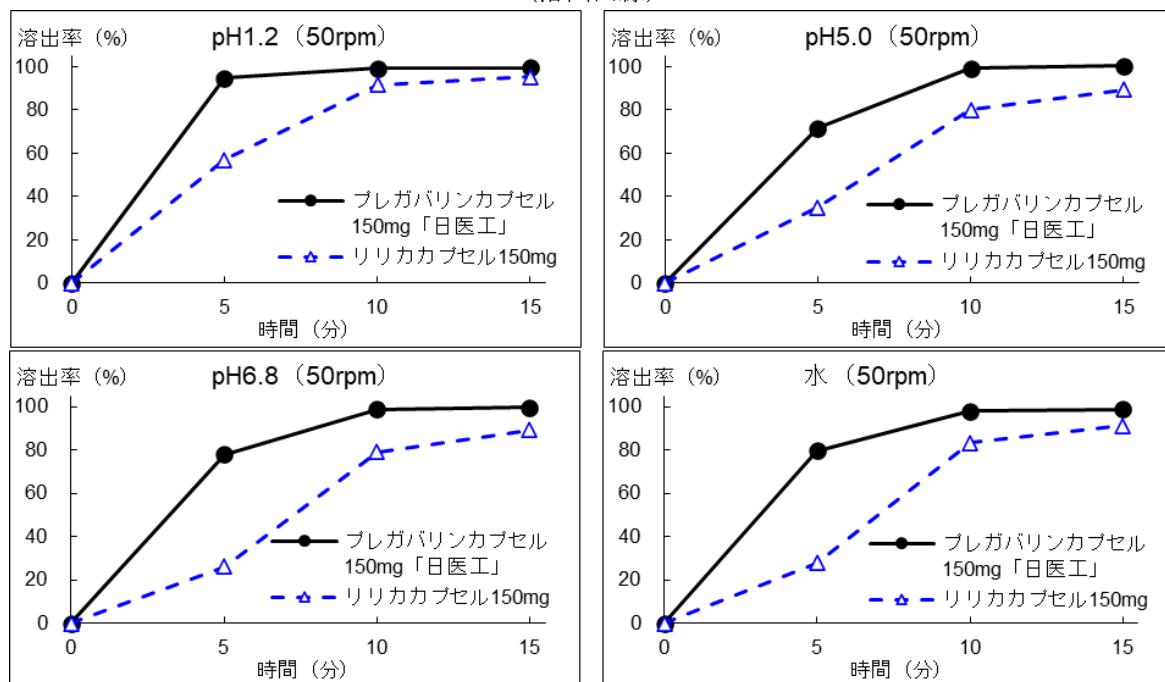 溶出率 (%)
pH1.2 (50rpm)
100
80
60
40
20
0
プレガバリンカプセル
150mg「日医工」
リリカカプセル150mg
0 5 10 15
時間 (分)
溶出率 (%)
pH5.0 (50rpm)
100
80
60
40
20
0
プレガバリンカプセル
150mg「日医工」
リリカカプセル150mg
0 5 10 15
時間 (分)
溶出率 (%)
pH6.8 (50rpm)
100
80
60
40
20
0
プレガバリンカプセル
150mg「日医工」
リリカカプセル150mg
0 5 10 15
時間 (分)
溶出率 (%)
水 (50rpm)
100
80
60
40
20
0
プレガバリンカプセル
150mg「日医工」
リリカカプセル150mg
0 5 10 15
時間 (分)